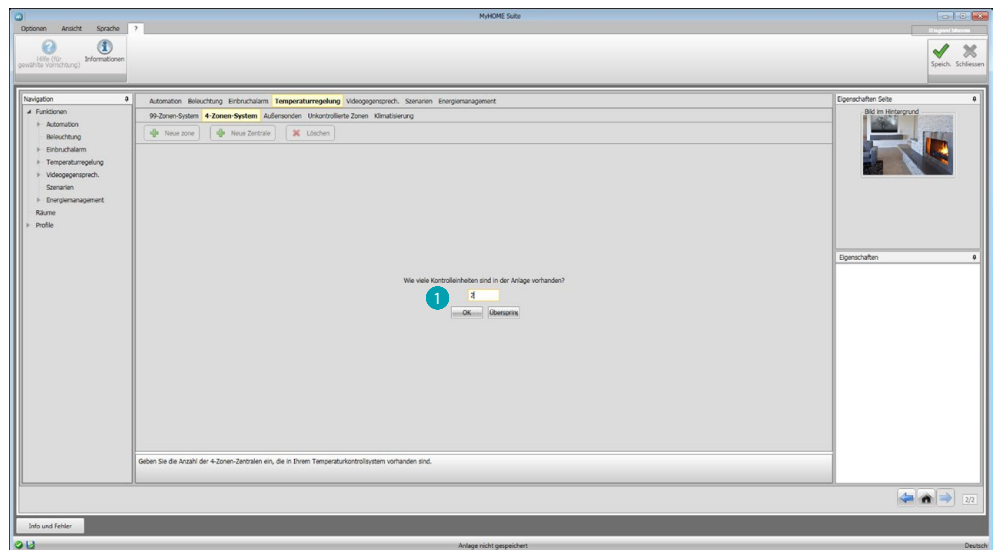 MyHOME Suite
Optionen Ansicht Sprache ?
Hilfe (für gewählte Vorrichtung)
Informationen
Speich. Schliessen
Navigation
Funktionen
Automation
Beleuchtung
Einbruchalarm
Temperaturregelung
Videogegensprech.
Szenarien
Energiemanagement
Räume
Profile
Automation Beleuchtung Einbruchalarm Temperaturregelung Videogegensprech. Szenarien Energiemanagement
99-Zonen-System 4-Zonen-System Außensonden Unkontrollierte Zonen Klimatisierung
Neue zone Neue Zentrale Löschen
Wie viele Kontrolleinheiten sind in der Anlage vorhanden?
1
2
OK Überspring
Geben Sie die Anzahl der 4-Zonen-Zentralen ein, die in Ihrem Temperaturkontrollsystem vorhanden sind.
Eigenschaften Seite
Bild im Hintergrund
Eigenschaften
2/2
Info und Fehler
Anlage nicht gespeichert
Deutsch